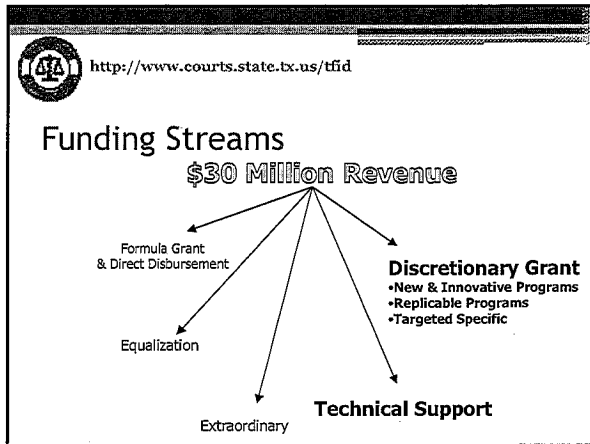 http://www.courts.state.tx.us/tfid
Funding Streams
$30 Million Revenue
Formula Grant
& Direct Disbursement
Discretionary Grant
•New & Innovative Programs
•Replicable Programs
•Targeted Specific
Equalization
Technical Support
Extraordinary